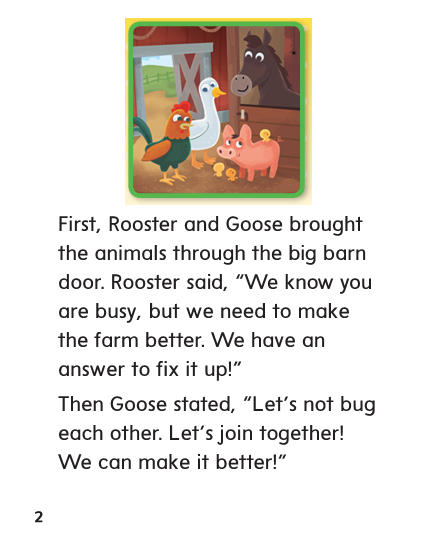 First, Rooster and Goose brought
the animals through the big barn
door. Rooster said, “We know you
are busy, but we need to make
the farm better. We have an
answer to fix it up!”
Then Goose stated, “Let’s not bug
each other. Let’s join together!
We can make it better!”
2